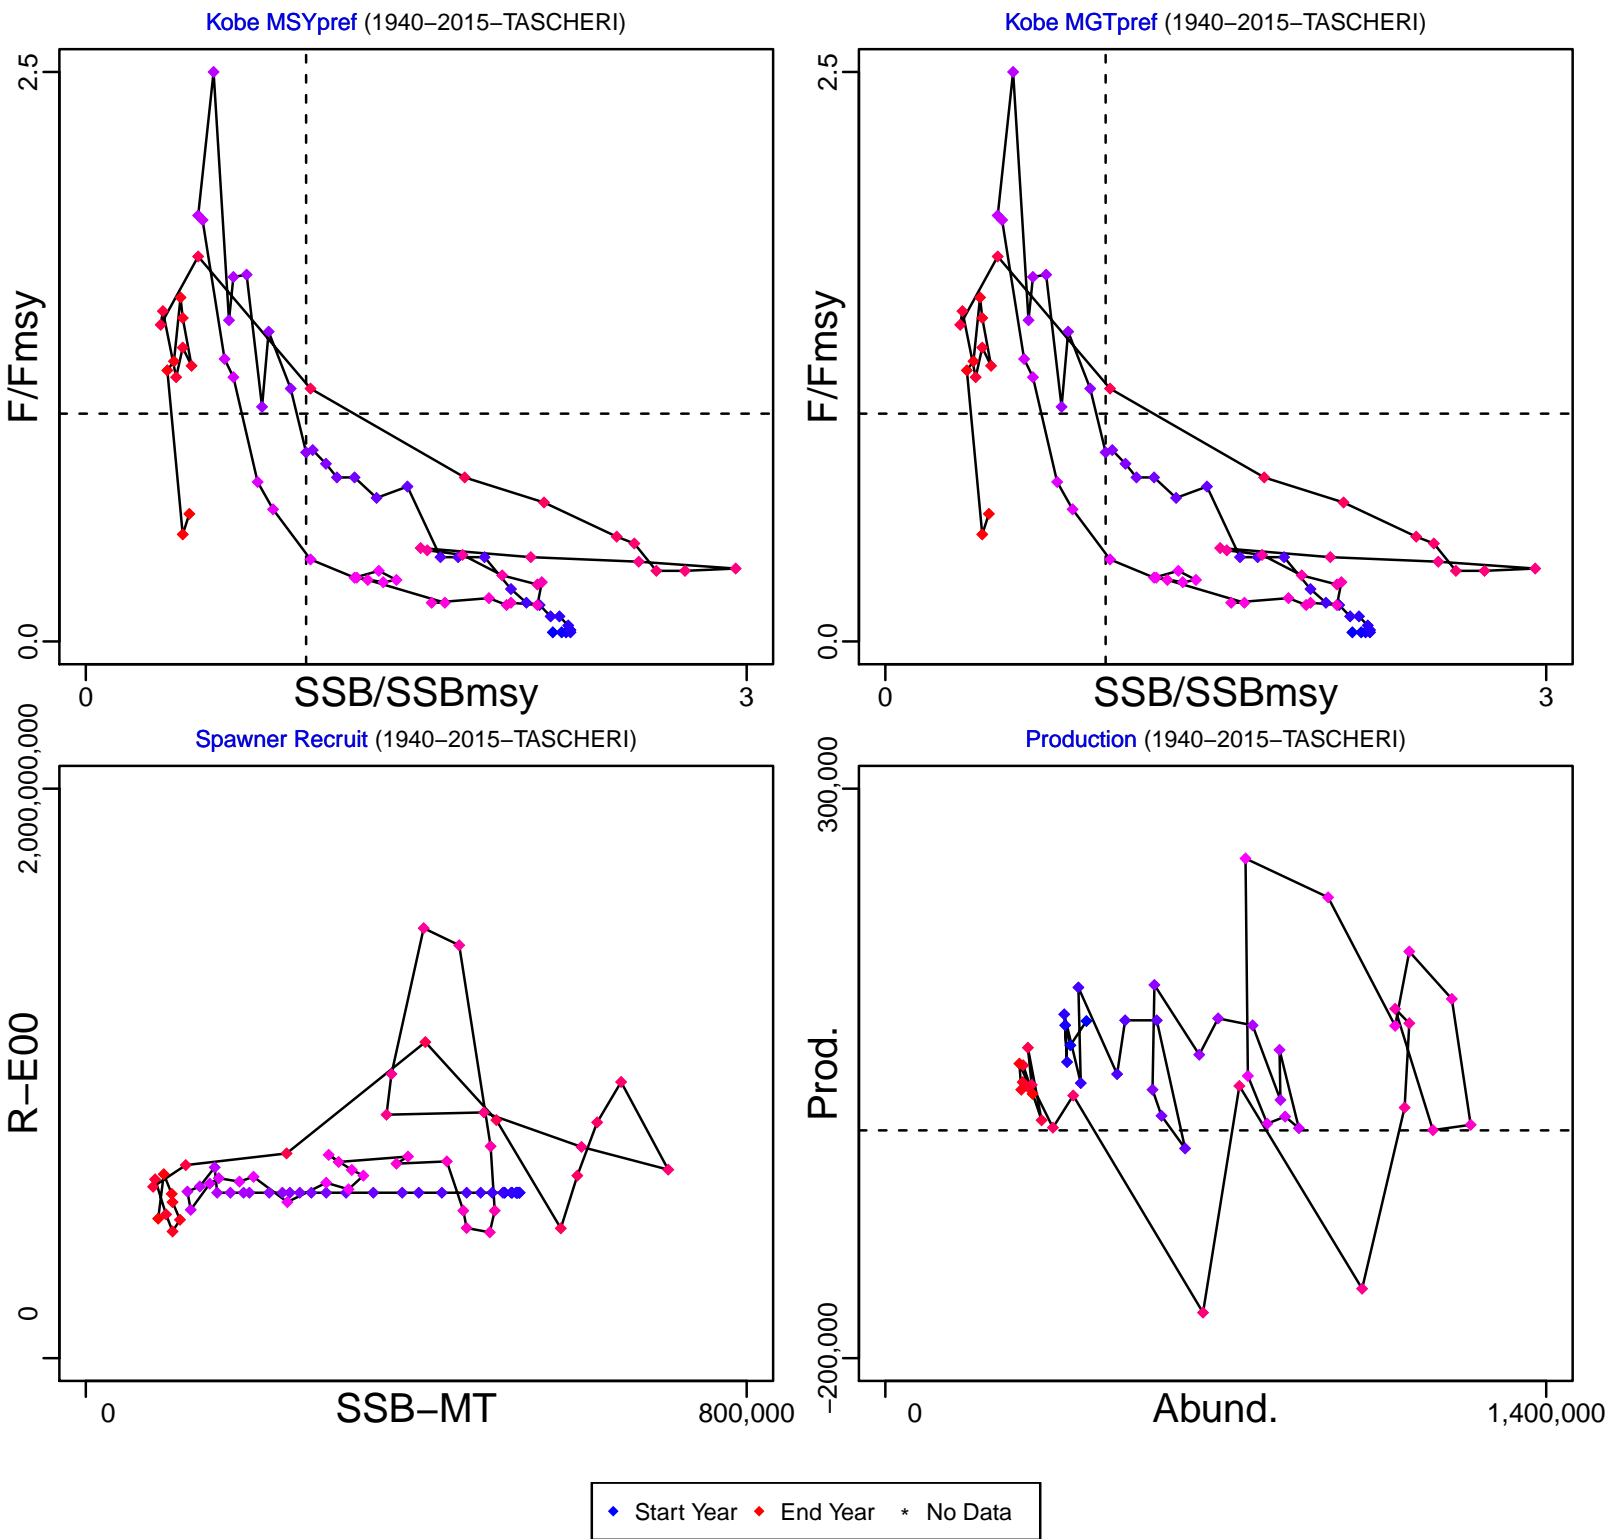 Kobe MSYpref (1940−2015−TASCHERI)
F/Fmsy
2.5
0.0
0
3
SSB/SSBmsy
Kobe MGTpref (1940−2015−TASCHERI)
F/Fmsy
2.5
0.0
0
3
SSB/SSBmsy
Spawner Recruit (1940−2015−TASCHERI)
R−E00
2,000,000,000
0
0
800,000
SSB−MT
Production (1940−2015−TASCHERI)
Prod.
300,000
−200,000
0
1,400,000
Abund.
Start Year End Year * No Data